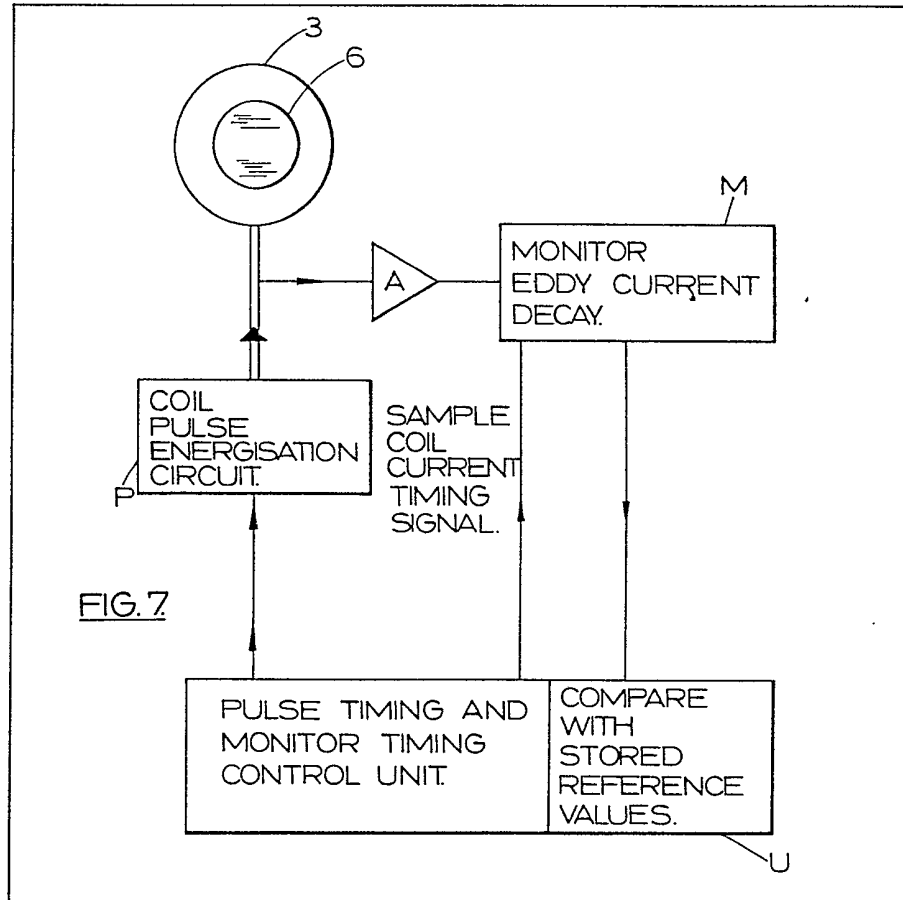 3
6
M
MONITOR
EDDY CURRENT
DECAY.
A
COIL
PULSE
ENERGISATION
CIRCUIT.
P
SAMPLE
COIL
CURRENT
TIMING
SIGNAL.
FIG. 7.
PULSE TIMING AND
MONITOR TIMING
CONTROL UNIT.
COMPARE
WITH
STORED
REFERENCE
VALUES.
U